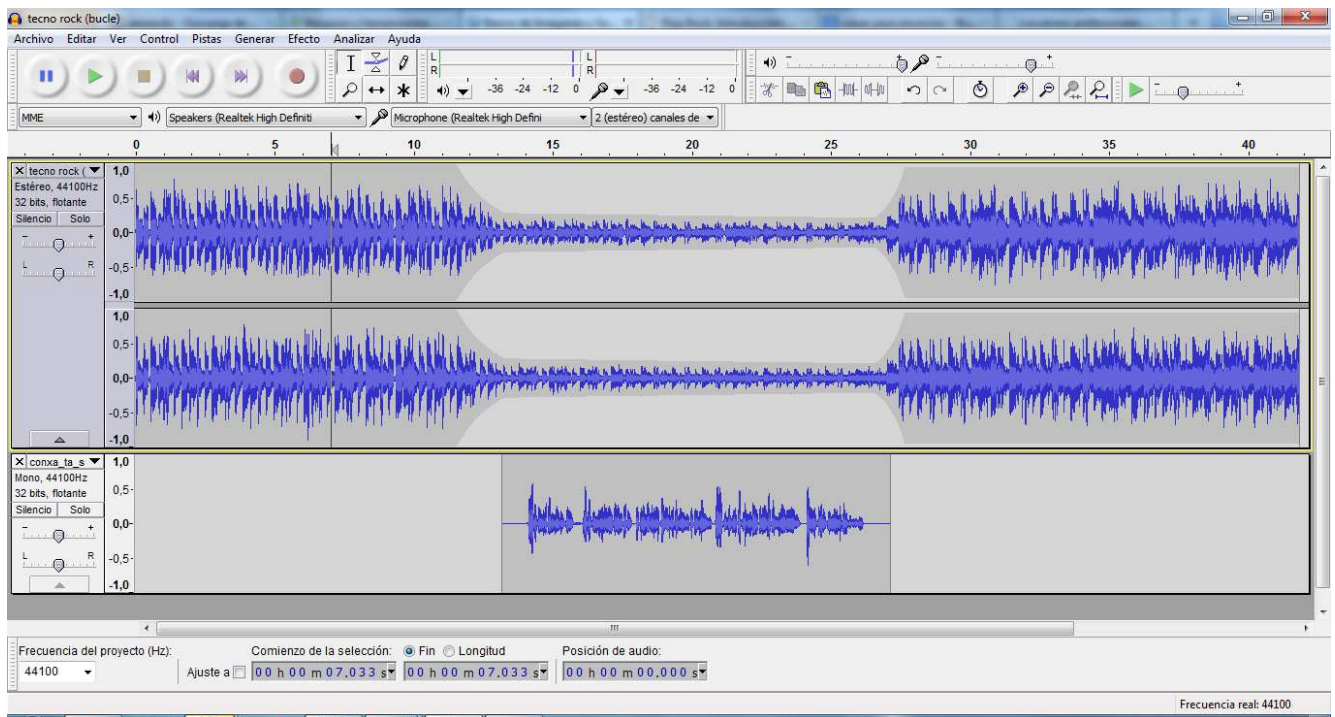 tecno rock (bucle)
Archivo Editar Ver Control Pistas Generar Efecto Analizar Ayuda
L
R
-36 -24 -12 0
L
R
-36 -24 -12 0
MME
Speakers (Realtek High Definiti
Microphone (Realtek High Defini
2 (estéreo) canales de
0 5 10 15 20 25 30 35 40
tecno rock (
Estéreo, 44100Hz
32 bits, flotante
Silencio Solo
- +
L R
1,0
0,5-
0,0-
-0,5-
-1,0
1,0
0,5-
0,0-
-0,5-
-1,0
conxa_ta_s
Mono, 44100Hz
32 bits, flotante
Silencio Solo
- +
L R
1,0
0,5-
0,0-
-0,5-
-1,0
Frecuencia del proyecto (Hz): Comienzo de la selección: Fin Longitud Posición de audio:
44100 Ajuste a 00 h 00 m 07.033 s 00 h 00 m 07.033 s 00 h 00 m 00.000 s
Frecuencia real: 44100